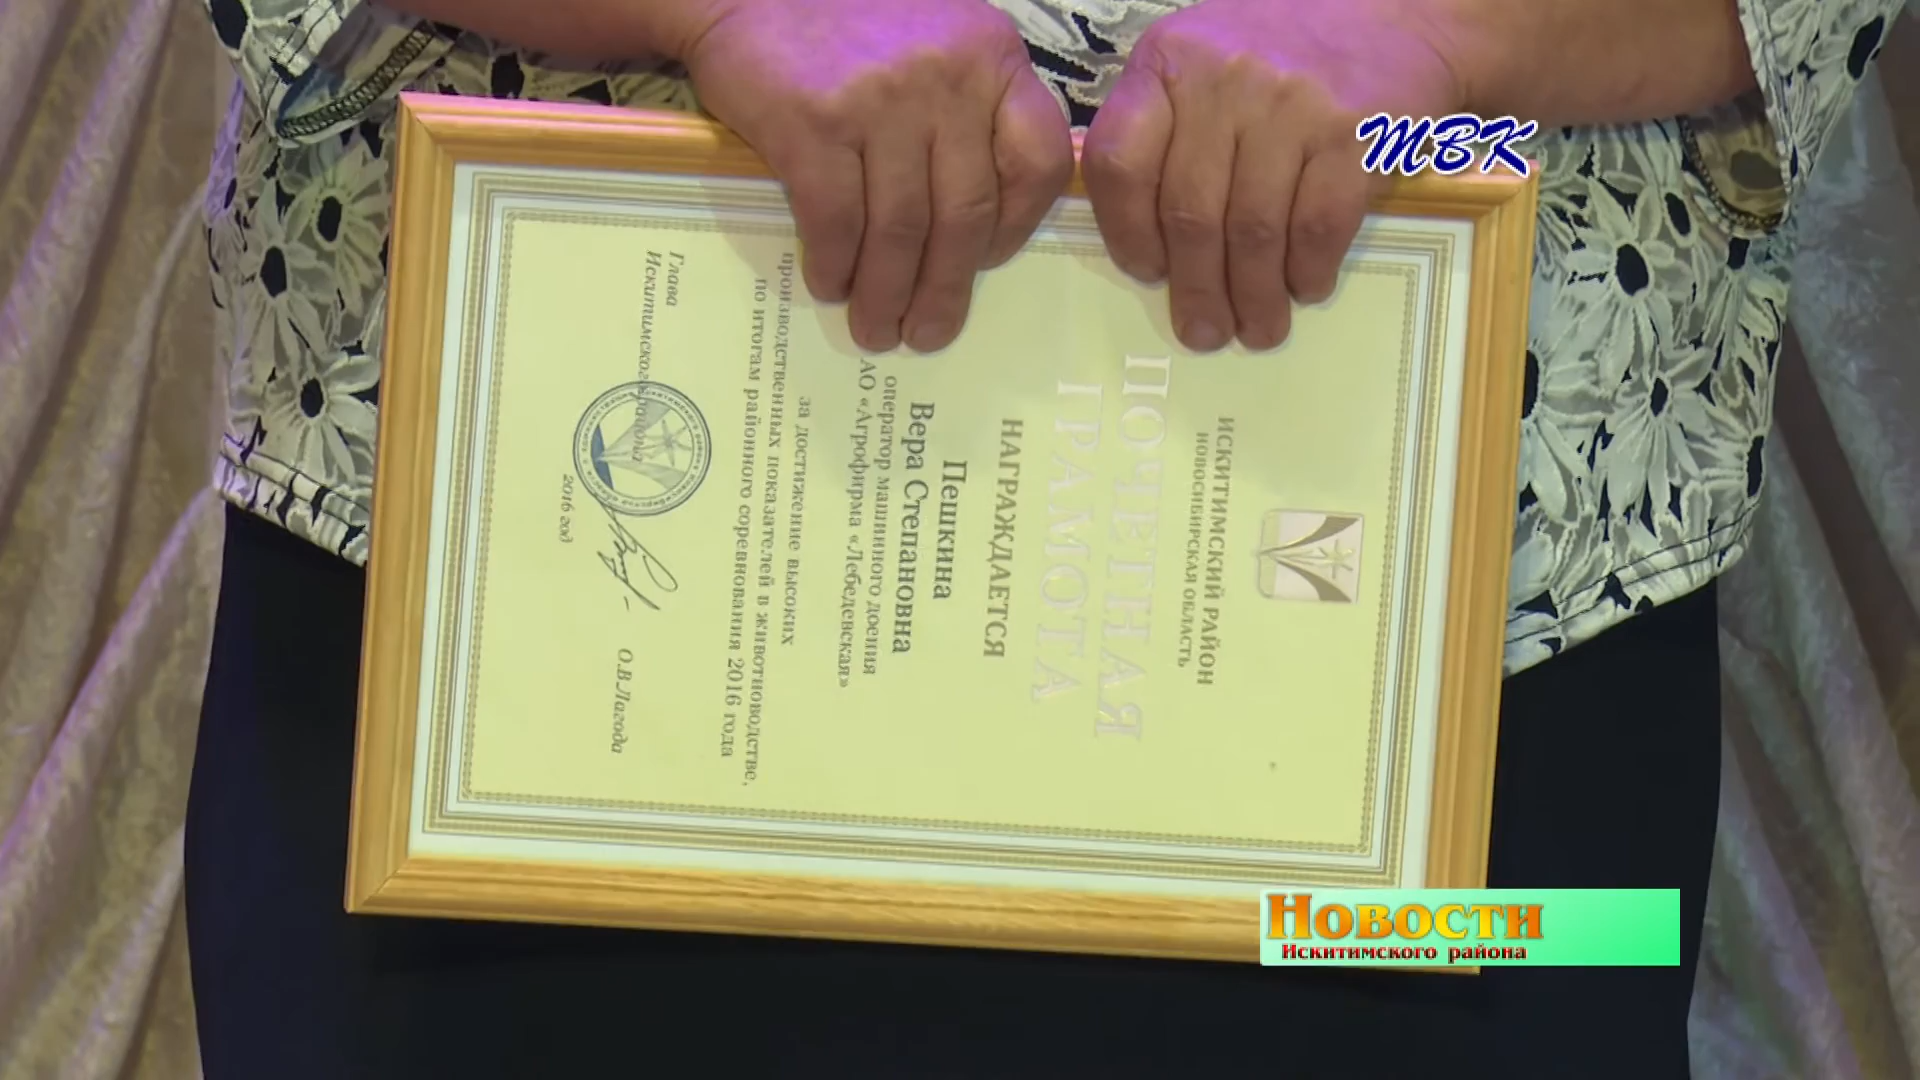 ТВК
ИСКИТИМСКИЙ РАЙОН
НОВОСИБИРСКАЯ ОБЛАСТЬ
ПОЧЕТНАЯ
ГРАМОТА
НАГРАЖДАЕТСЯ
Пешкина
Вера Степановна
оператор машинного доения
АО «Агрофирма «Лебедевская»
за достижение высоких
производственных показателей в животноводстве,
по итогам районного соревнования 2016 года
Глава
Искитимского района
О.В.Лагода
2016 год
Новости
Искитимского района